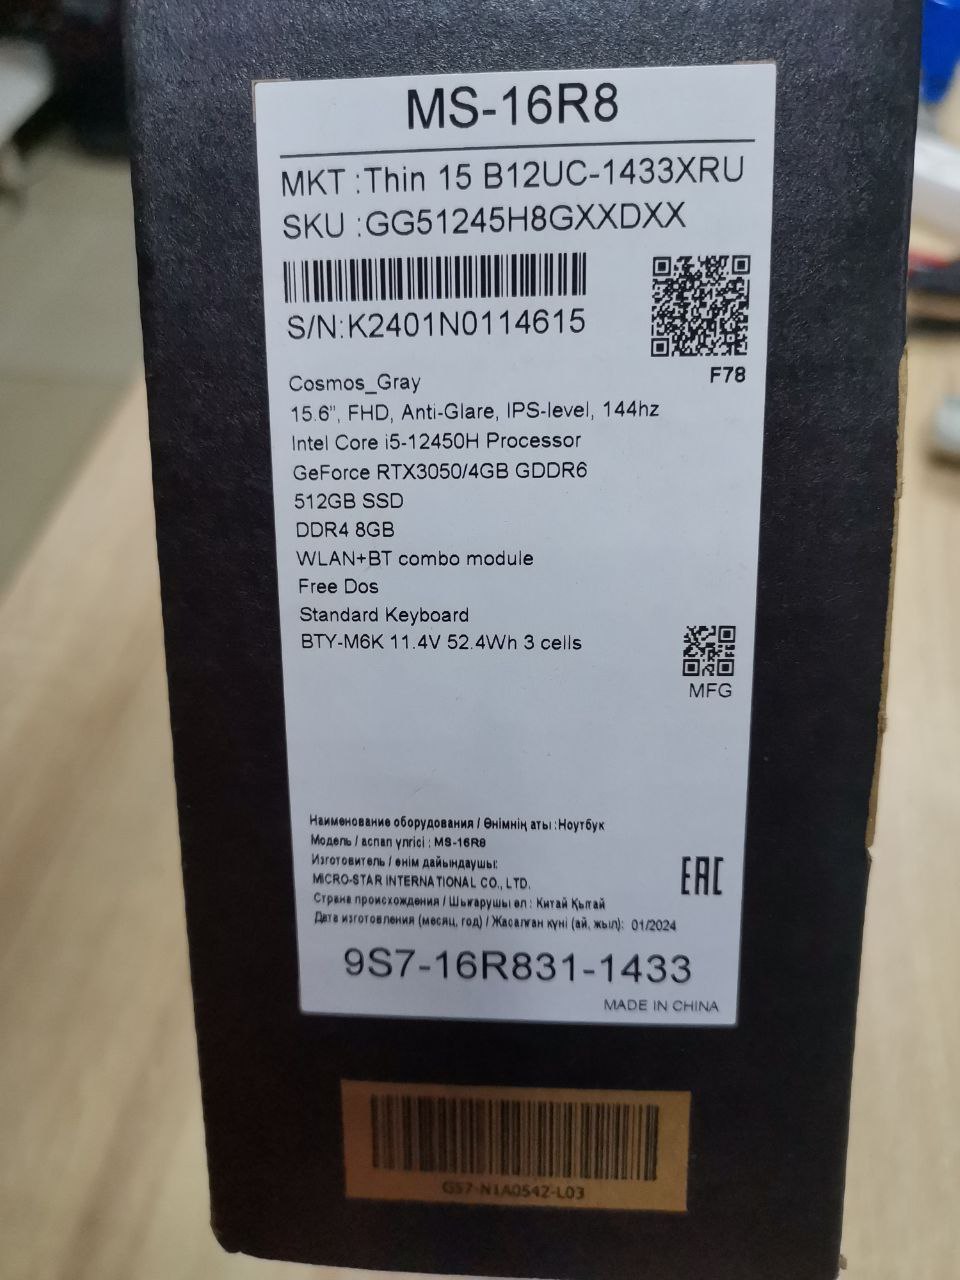 MS-16R8
MKT :Thin 15 B12UC-1433XRU
SKU :GG51245H8GXXDXX
S/N:K2401N0114615
F78
Cosmos_Gray
15.6”, FHD, Anti-Glare, IPS-level, 144hz
Intel Core i5-12450H Processor
GeForce RTX3050/4GB GDDR6
512GB SSD
DDR4 8GB
WLAN+BT combo module
Free Dos
Standard Keyboard
BTY-M6K 11.4V 52.4Wh 3 cells
MFG
Наименование оборудования / Өнімнің аты :Ноутбук
Модель / аспап үлгісі : MS-16R8
Изготовитель / өнім дайындаушы:
MICRO-STAR INTERNATIONAL CO., LTD.
EAC
Страна происхождения / Шығарушы ел : Китай Қытай
Дата изготовления (месяц, год) / Жасалған күні (ай, жыл): 01/2024
9S7-16R831-1433
MADE IN CHINA
G57-N1A0542-L03